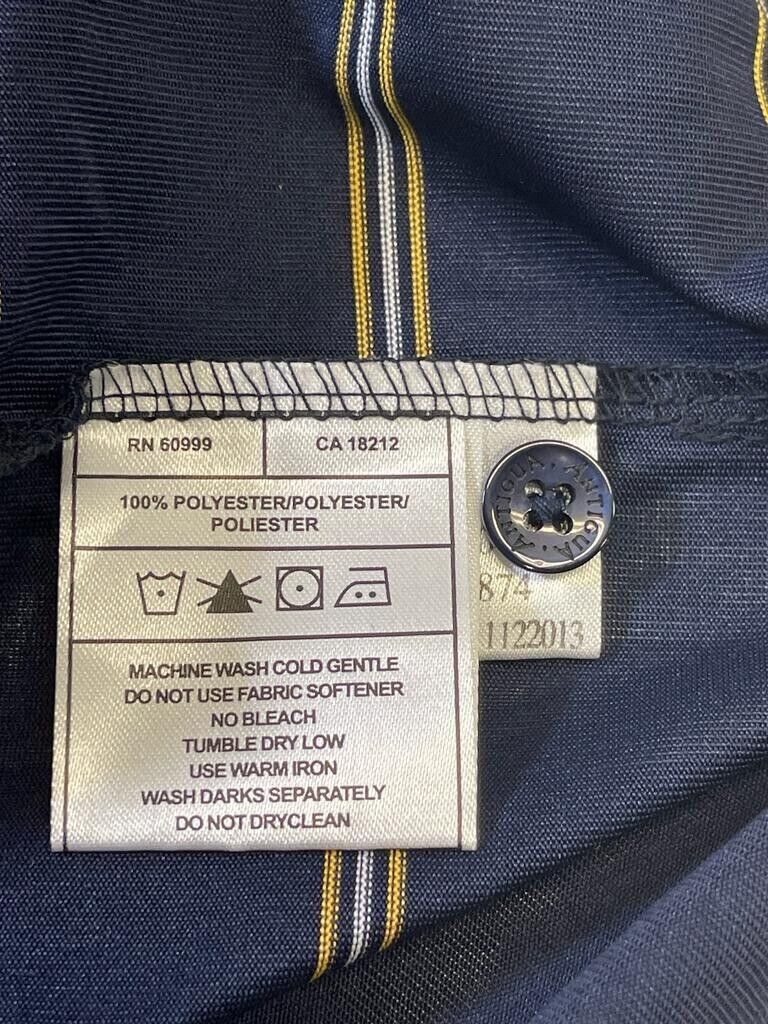 RN 60999
CA 18212
100% POLYESTER/POLYESTER/
POLIESTER
MACHINE WASH COLD GENTLE
DO NOT USE FABRIC SOFTENER
NO BLEACH
TUMBLE DRY LOW
USE WARM IRON
WASH DARKS SEPARATELY
DO NOT DRYCLEAN
ANTIGUA · ANTIGUA · ANTIGUA
874
1122013